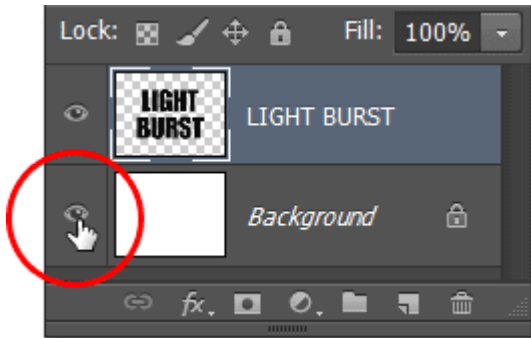 Lock: Fill: 100%
LIGHT
BURST
LIGHT BURST
Background
fx.